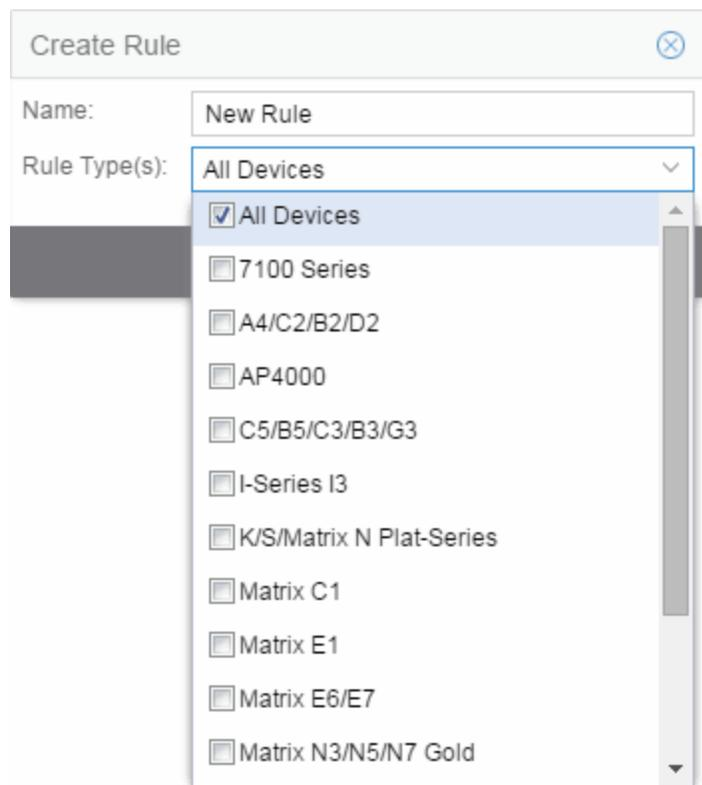 Create Rule
Name:
New Rule
Rule Type(s):
All Devices
All Devices
7100 Series
A4/C2/B2/D2
AP4000
C5/B5/C3/B3/G3
I-Series I3
K/S/Matrix N Plat-Series
Matrix C1
Matrix E1
Matrix E6/E7
Matrix N3/N5/N7 Gold